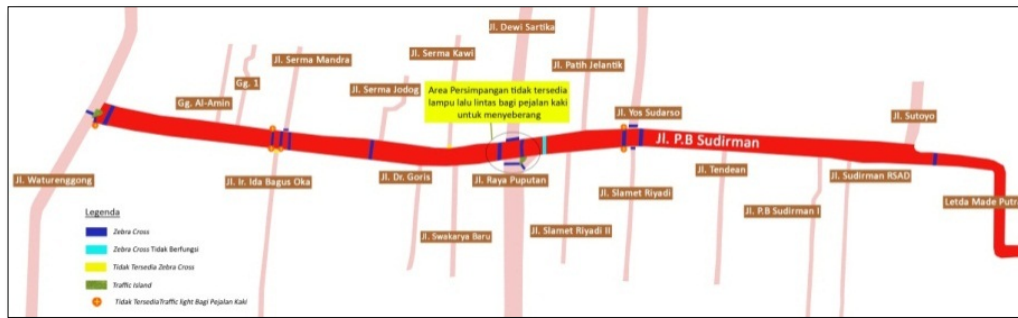 Jl. Dewi Sartika
Jl. Serma Kawi
Jl. Serma Mandra
Jl. Patih Jelantik
Gg. 1
Jl. Serma Jodog
Area Persimpangan tidak tersedia
lampu lalu lintas bagi pejalan kaki
untuk menyeberang
Gg. Al-Amin
Jl. Yos Sudarso
Jl. Sutoyo
Jl. P.B Sudirman
Jl. Waturenggong
Jl. Ir. Ida Bagus Oka
Jl. Dr. Goris
Jl. Raya Puputan
Jl. Slamet Riyadi
Jl. Tendean
Jl. Sudirman RSAD
Jl. P.B Sudirman I
Letda Made Putra
Jl. Swakarya Baru
Jl. Slamet Riyadi II
Legenda
Zebra Cross
Zebra Cross Tidak Berfungsi
Tidak Tersedia Zebra Cross
Traffic Island
Tidak TersediaTraffic light Bagi Pejalan Kaki